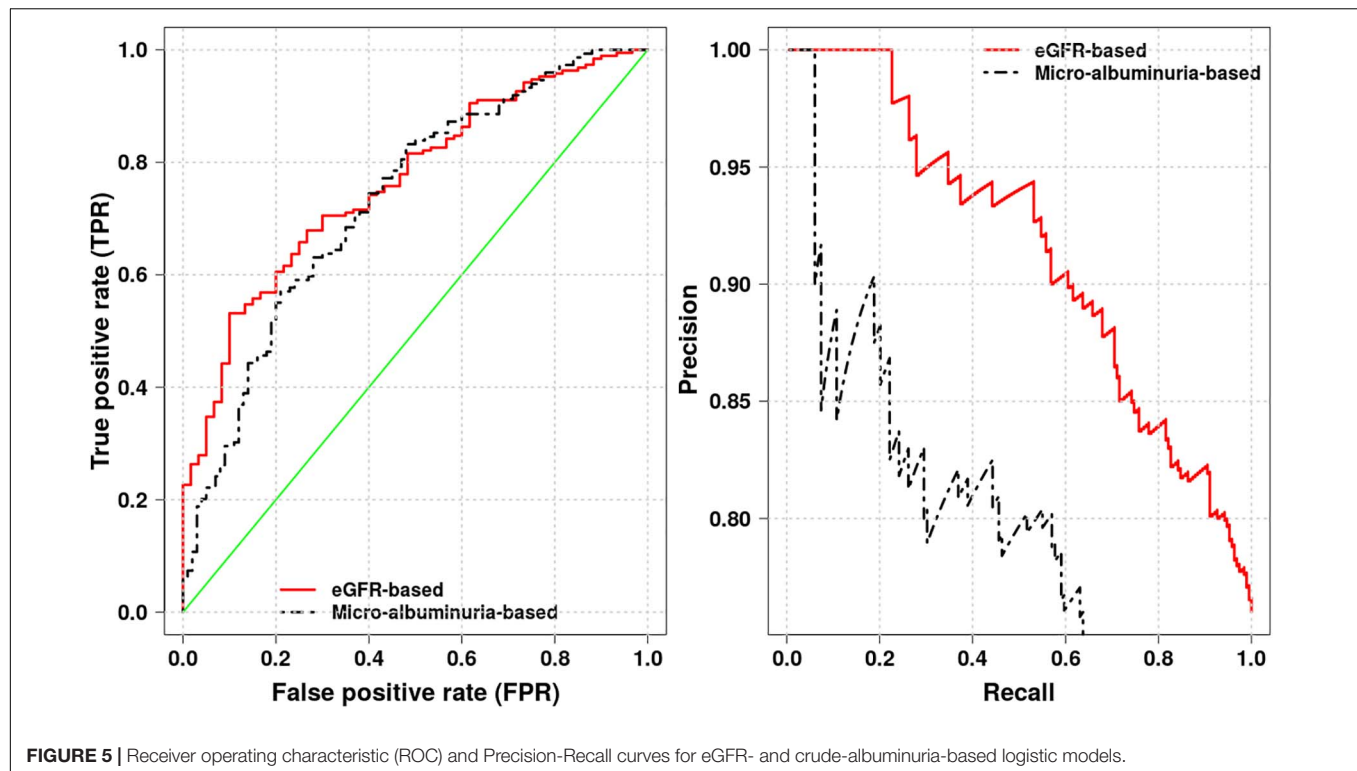 1.0
0.8
0.6
0.4
0.2
0.0
True positive rate (TPR)
eGFR-based
Micro-albuminuria-based
0.0 0.2 0.4 0.6 0.8 1.0
False positive rate (FPR)
1.00
0.95
0.90
0.85
0.80
Precision
eGFR-based
Micro-albuminuria-based
0.0 0.2 0.4 0.6 0.8 1.0
Recall
FIGURE 5 | Receiver operating characteristic (ROC) and Precision-Recall curves for eGFR- and crude-albuminuria-based logistic models.